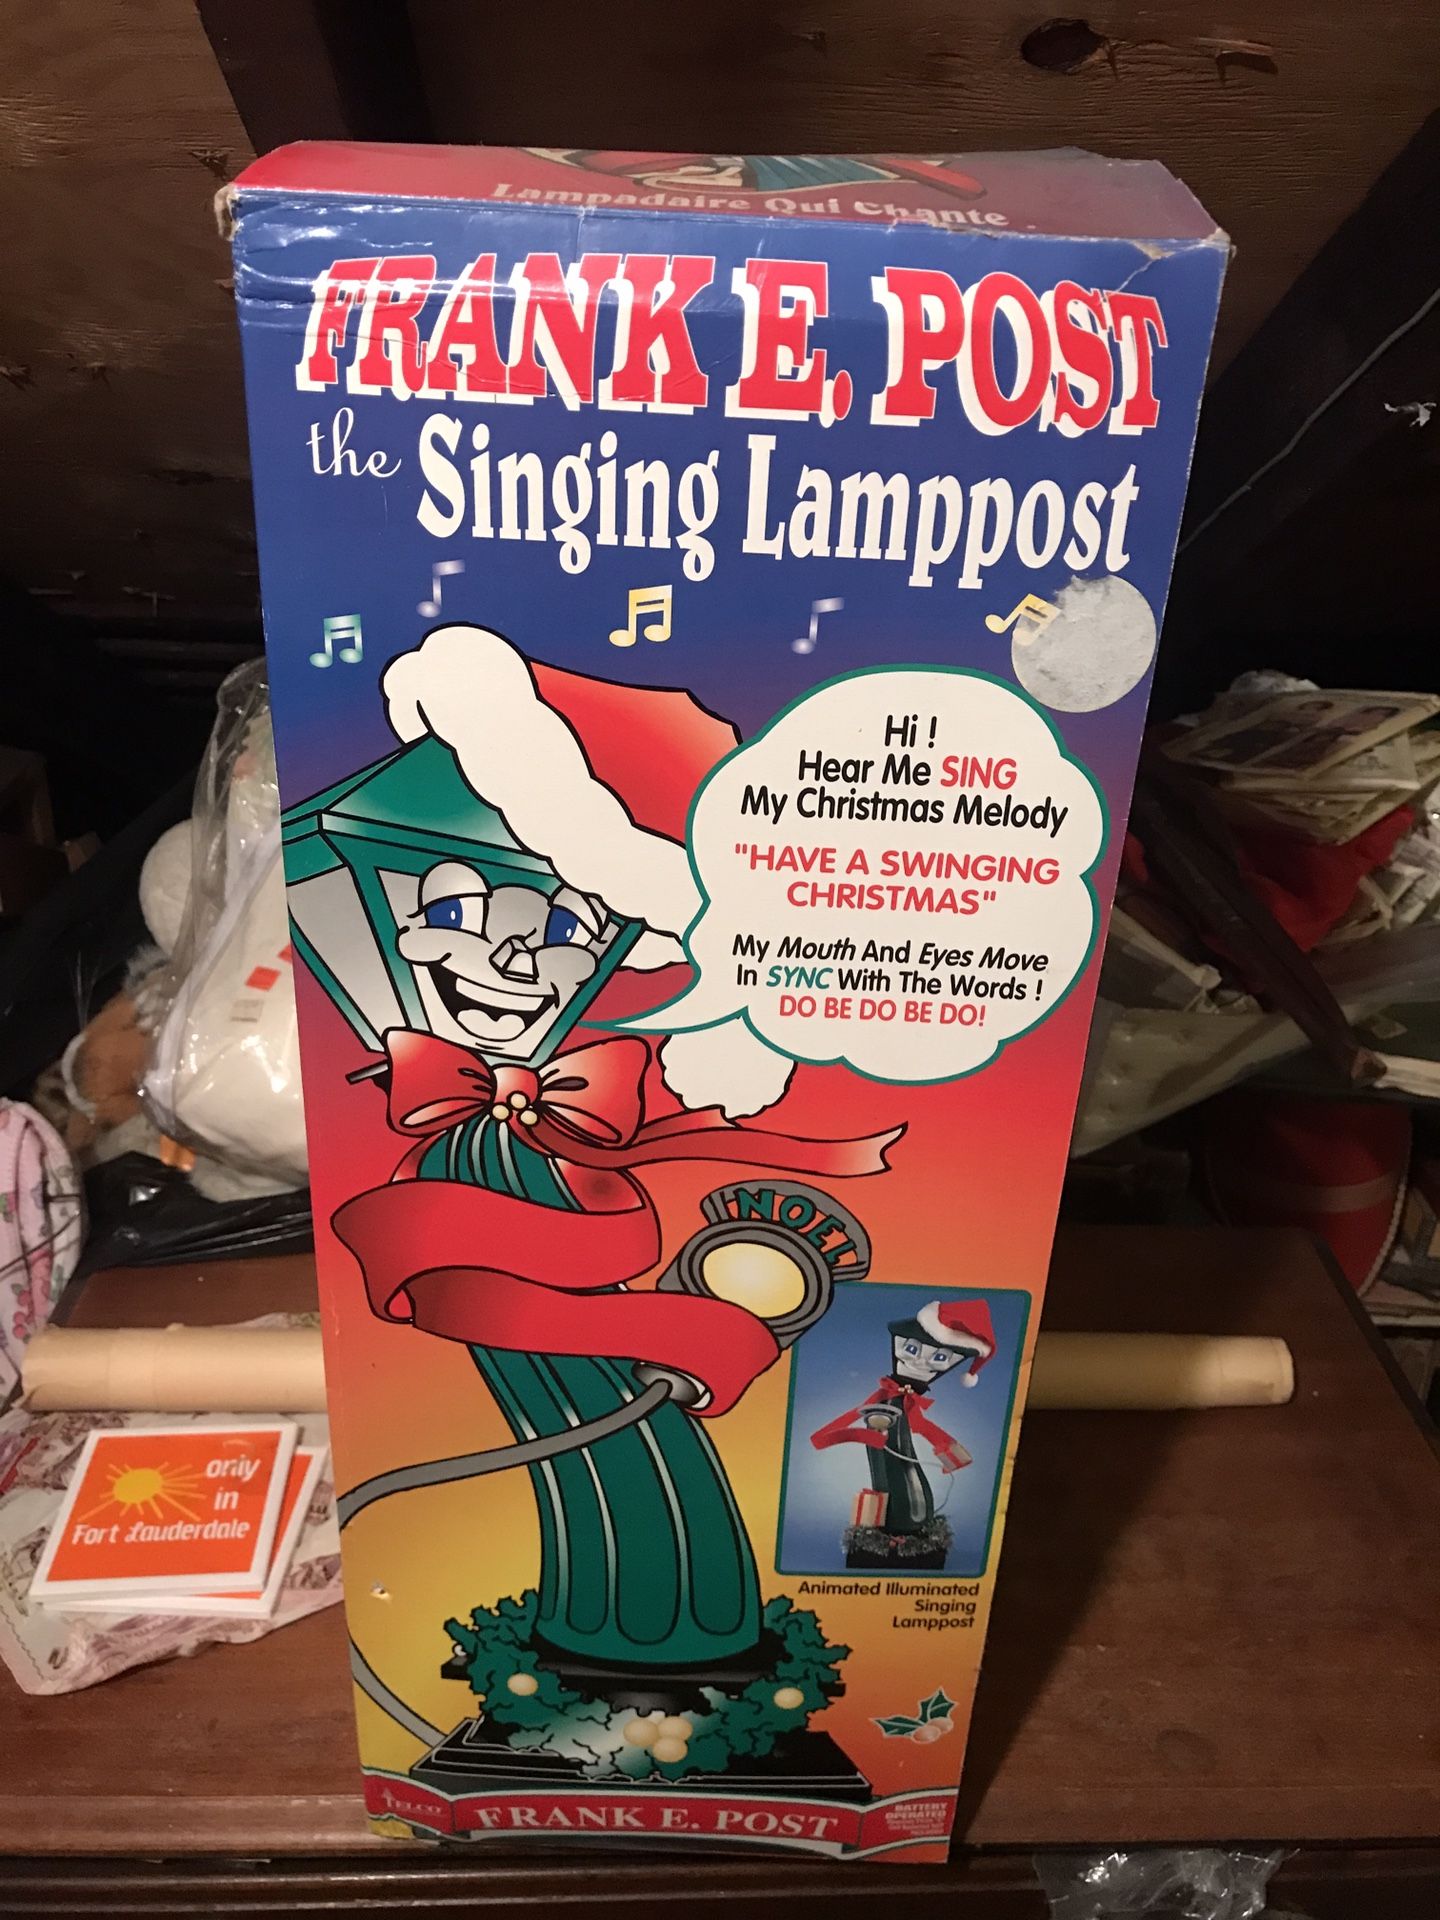 Lampadaire Qui Chante
FRANK E. POST
the Singing Lamppost
Hi !
Hear Me SING
My Christmas Melody
"HAVE A SWINGING
CHRISTMAS"
My Mouth And Eyes Move
In SYNC With The Words !
DO BE DO BE DO!
NOEL
Animated Illuminated
Singing
Lamppost
TELCO
FRANK E. POST
BATTERY
OPERATED
only
in
Fort Lauderdale